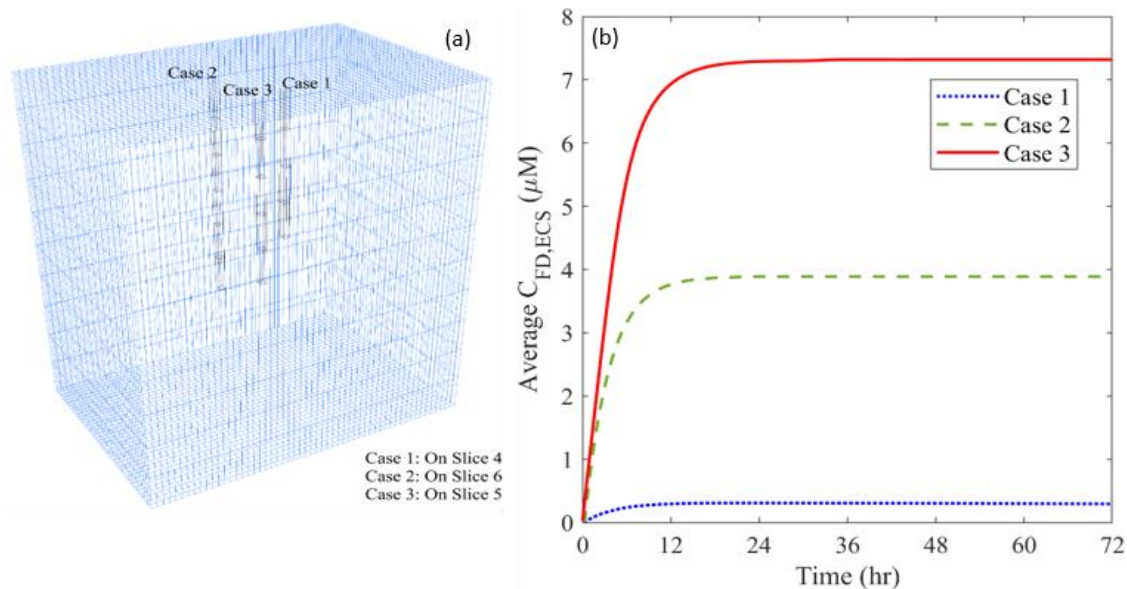 (a)
Case 2
Case 3
Case 1
Case 1: On Slice 4
Case 2: On Slice 6
Case 3: On Slice 5
(b)
8
7
6
5
4
3
2
1
0
Average C_FD,ECS (μM)
Case 1
Case 2
Case 3
0 12 24 36 48 60 72
Time (hr)